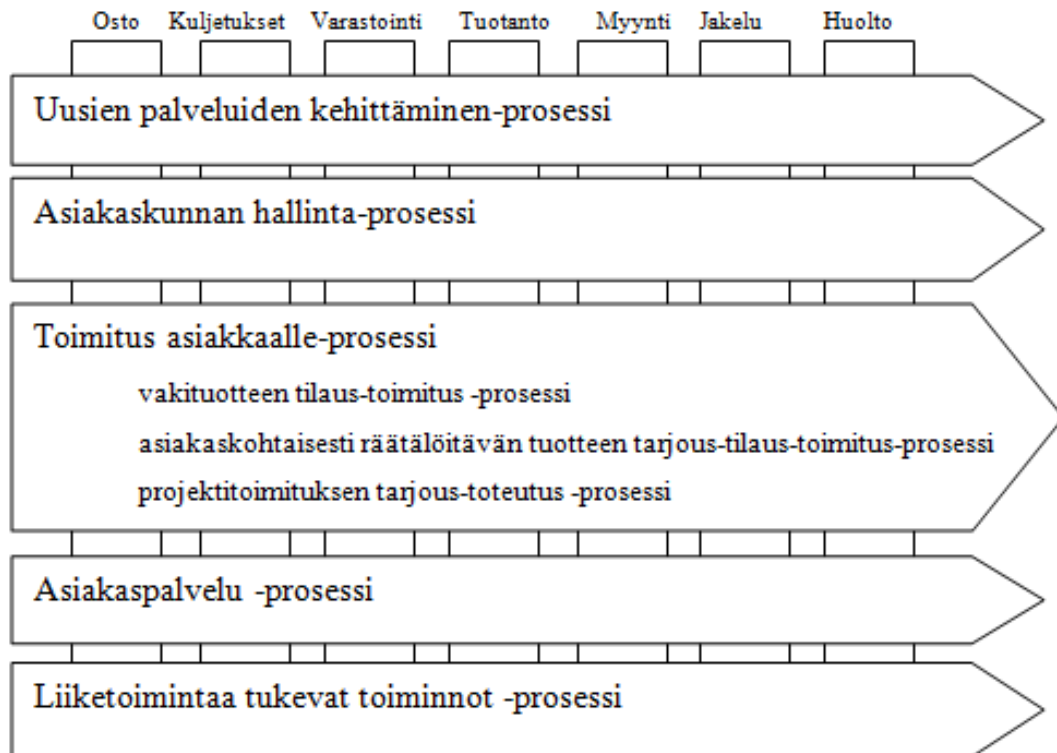 Osto Kuljetukset Varastointi Tuotanto Myynti Jakelu Huolto
Uusien palveluiden kehittäminen-prosessi
Asiakaskunnan hallinta-prosessi
Toimitus asiakkaalle-prosessi
vakituotteen tilaus-toimitus -prosessi
asiakaskohtaisesti räätälöitävän tuotteen tarjous-tilaus-toimitus-prosessi
projektitoimituksen tarjous-toteutus -prosessi
Asiakaspalvelu -prosessi
Liiketoimintaa tukevat toiminnot -prosessi